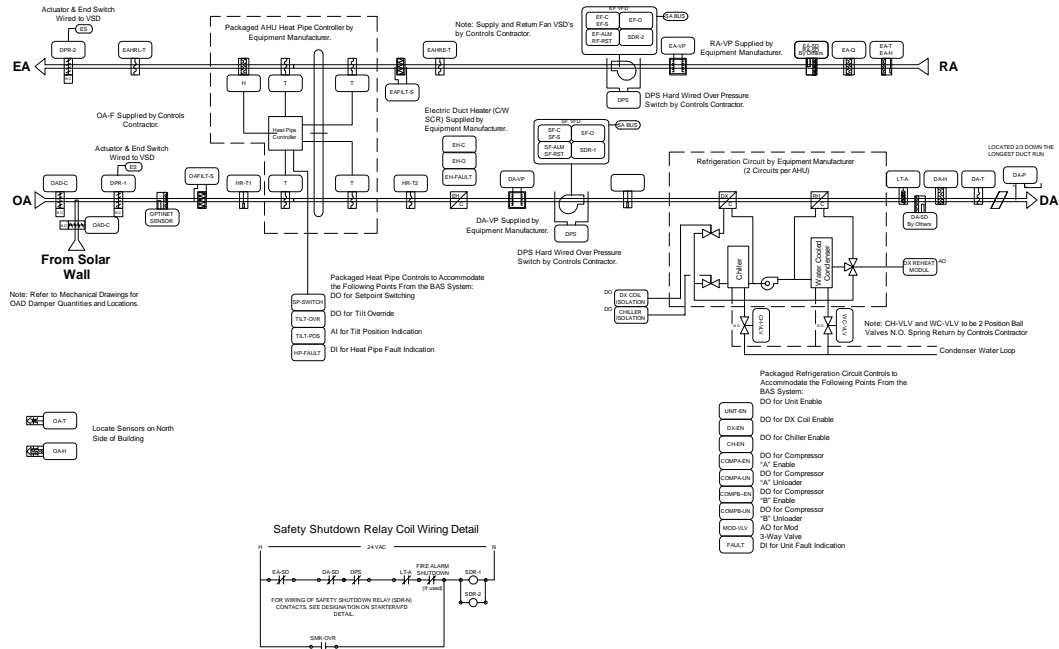 Actuator & End Switch
Wired to VSD
ES
DPR-2
EAHRL-T
Packaged AHU Heat Pipe Controller by
Equipment Manufacturer.
EAHRE-T
Note: Supply and Return Fan VSD's
by Controls Contractor.
EF VFD
EF-C
EF-S
EF-O
EF-ALM
RF-RST
SDR-2
SA BUS
EA-VP
RA-VP Supplied by
Equipment Manufacturer.
EA-SD
By Others
EA-Q
EA-T
EA-H
EA
RA
N.C.
H
T
T
EAFILT-S
DPS
DPS Hard Wired Over Pressure
Switch by Controls Contractor.
OA-F Supplied by Controls
Contractor.
Heat Pipe
Controller
Electric Duct Heater (C/W
SCR) Supplied by
Equipment Manufacturer.
EH-C
EH-O
EH-FAULT
SF VFD
SF-C
SF-S
SF-O
SF-ALM
SF-RST
SDR-1
SA BUS
Actuator & End Switch
Wired to VSD
ES
OAD-C
DPR-1
OAFILT-S
HR-T1
T
T
HR-T2
DA-VP
Refrigeration Circuit by Equipment Manufacturer
(2 Circuits per AHU)
LOCATED 2/3 DOWN THE
LONGEST DUCT RUN
LT-A
DA-H
DA-T
DA-P
OA
DA
N.C.
N.C.
OPTINET
SENSOR
EH
C
DX
C
RH
C
DA-SD
By Others
N.O.
OAD-C
DA-VP Supplied by
Equipment Manufacturer.
DPS
DPS Hard Wired Over Pressure
Switch by Controls Contractor.
From Solar
Wall
Chiller
Water Cooled
Condenser
DX REHEAT
MODUL
AO
Note: Refer to Mechanical Drawings for
OAD Damper Quantities and Locations.
Packaged Heat Pipe Controls to Accommodate
the Following Points From the BAS System:
SP-SWITCH
DO for Setpoint Switching
TILT-OVR
DO for Tilt Override
TILT-POS
AI for Tilt Position Indication
HP-FAULT
DI for Heat Pipe Fault Indication
DO
DX COIL
ISOLATION
DO
CHILLER
ISOLATION
N.O.
CH-VLV
N.O.
WC-VLV
Note: CH-VLV and WC-VLV to be 2 Position Ball
Valves N.O. Spring Return by Controls Contractor
Condenser Water Loop
Packaged Refrigeration Circuit Controls to
Accommodate the Following Points From the
BAS System:
UNIT-EN
DO for Unit Enable
DX-EN
DO for DX Coil Enable
CH-EN
DO for Chiller Enable
COMPA-EN
DO for Compressor
"A" Enable
COMPA-UN
DO for Compressor
"A" Unloader
COMPB--EN
DO for Compressor
"B" Enable
COMPB-UN
DO for Compressor
"B" Unloader
MOD-VLV
AO for Mod
3-Way Valve
FAULT
DI for Unit Fault Indication
OA-T
OA-H
Locate Sensors on North
Side of Building
Safety Shutdown Relay Coil Wiring Detail
H
24 VAC
N
EA-SD
DA-SD
DPS
LT-A
FIRE ALARM
SHUTDOWN
(If used)
SDR-1
SDR-2
FOR WIRING OF SAFETY SHUTDOWN RELAY (SDR-N)
CONTACTS, SEE DESIGNATION ON STARTER/VFD
DETAIL.
SMK-OVR